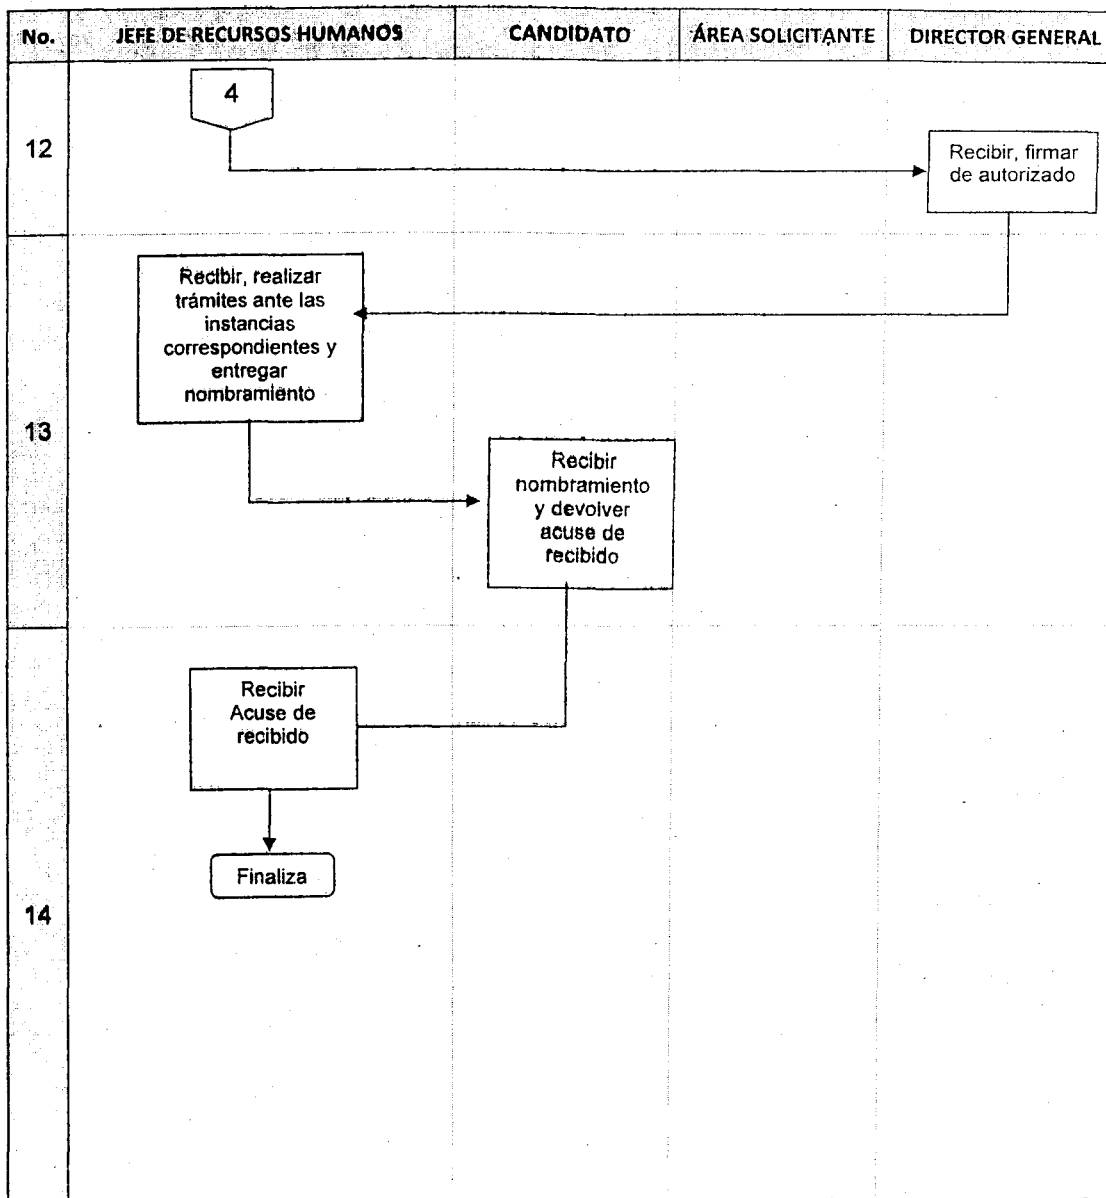 No.
JEFE DE RECURSOS HUMANOS
CANDIDATO
ÁREA SOLICITANTE
DIRECTOR GENERAL
4
12
Recibir, firmar
de autorizado
Recibir, realizar
trámites ante las
instancias
correspondientes y
entregar
nombramiento
13
Recibir
nombramiento
y devolver
acuse de
recibido
Recibir
Acuse de
recibido
Finaliza
14